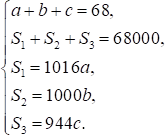 a + b + c = 68,
S₁ + S₂ + S₃ = 68000,
S₁ = 1016a,
S₂ = 1000b,
S₃ = 944c.